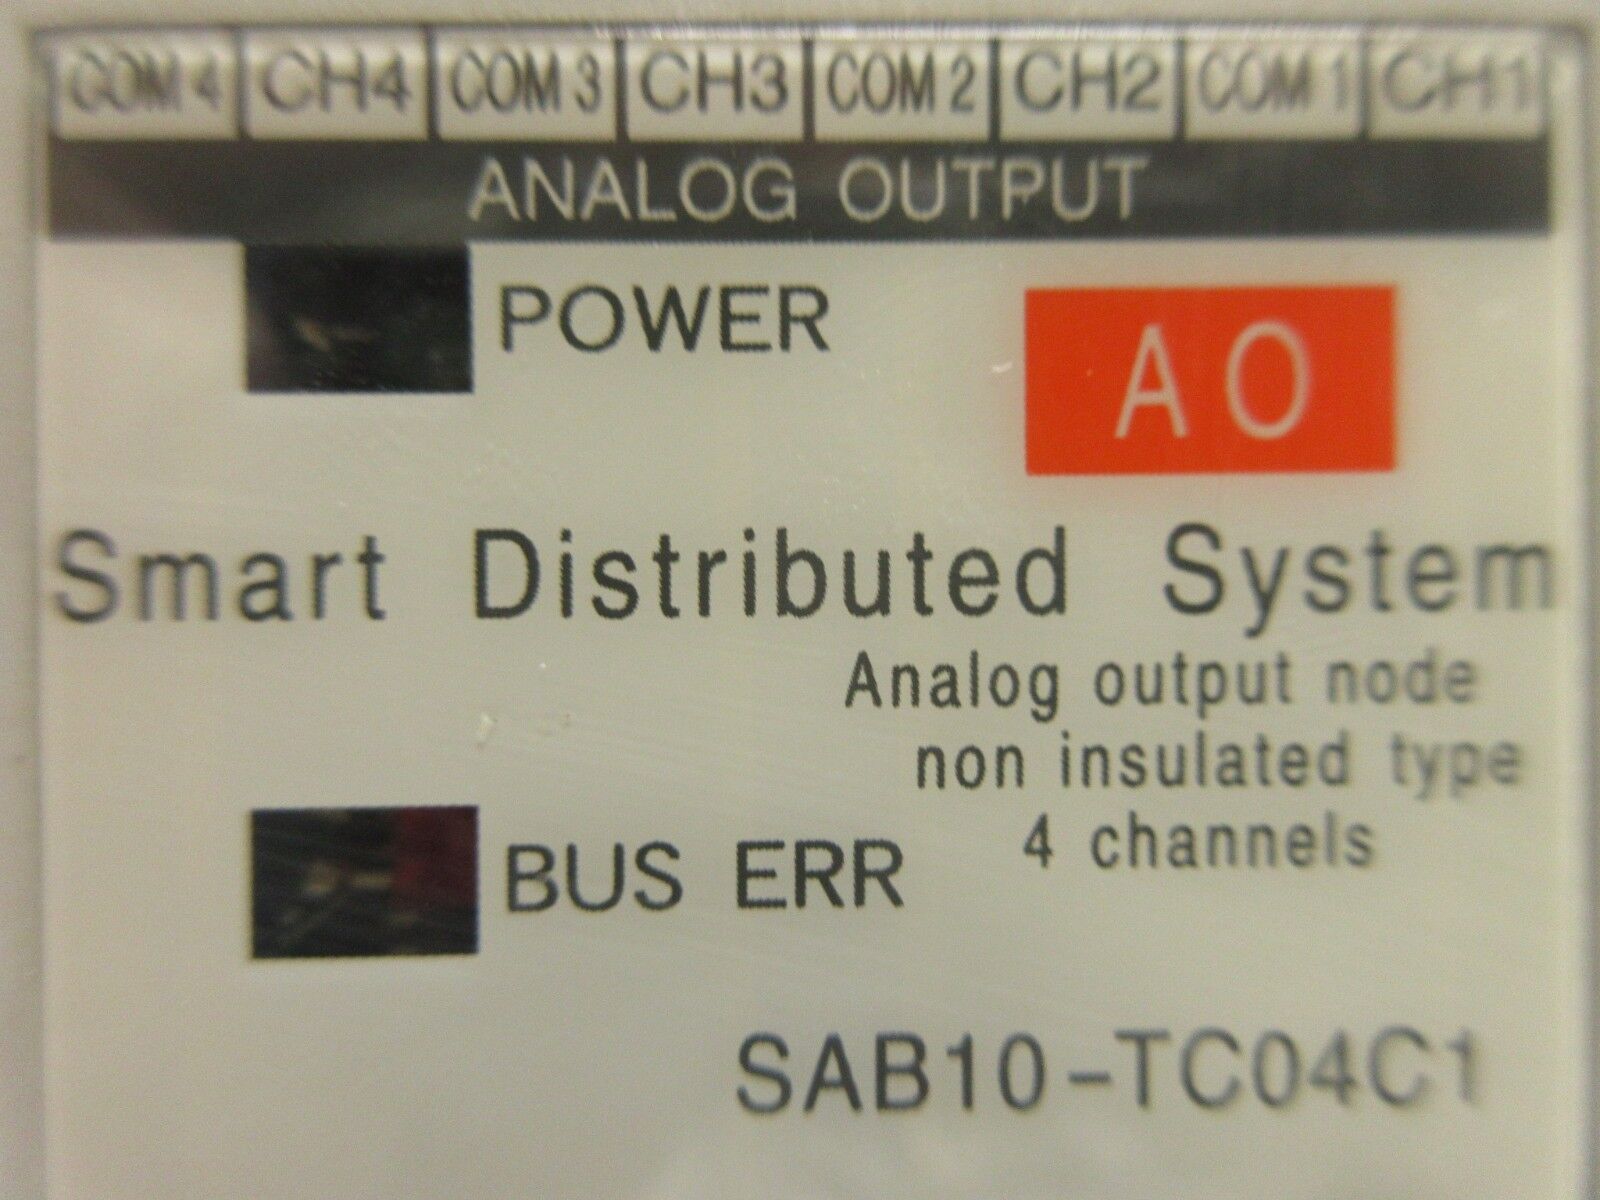 COM 4 CH4 COM 3 CH3 COM 2 CH2 COM 1 CH1
ANALOG OUTPUT
POWER
AO
Smart Distributed System
Analog output node
non insulated type
4 channels
BUS ERR
SAB10-TC04C1